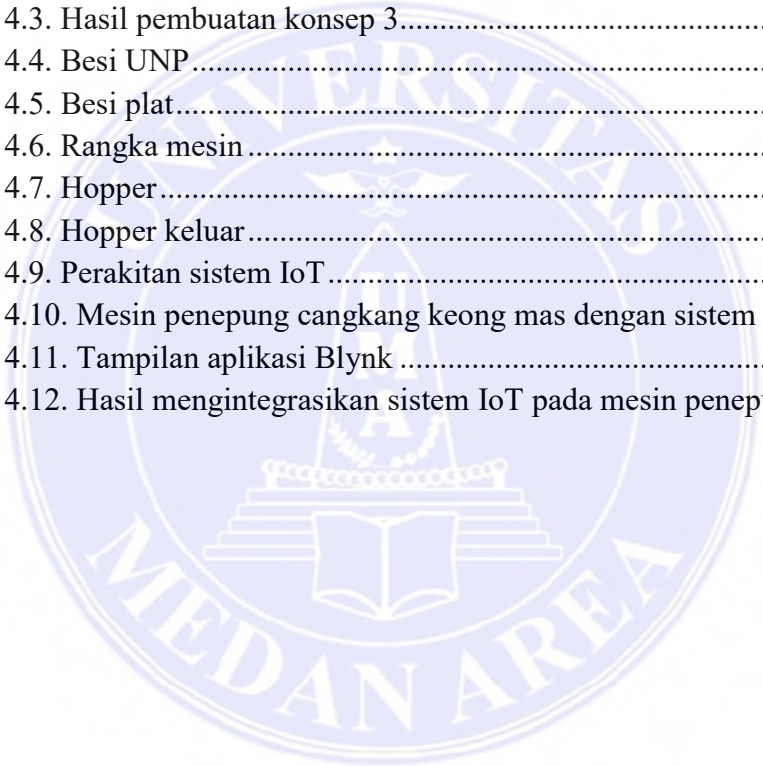 4.3. Hasil pembuatan konsep 3..........................................................
4.4. Besi UNP..........................................................................................
4.5. Besi plat............................................................................................
4.6. Rangka mesin..................................................................................
4.7. Hopper..............................................................................................
4.8. Hopper keluar..................................................................................
4.9. Perakitan sistem IoT.......................................................................
4.10. Mesin penepung cangkang keong mas dengan sistem
4.11. Tampilan aplikasi Blynk..............................................................
4.12. Hasil mengintegrasikan sistem IoT pada mesin
UNIVERSITAS
UMA
MEDAN AREA